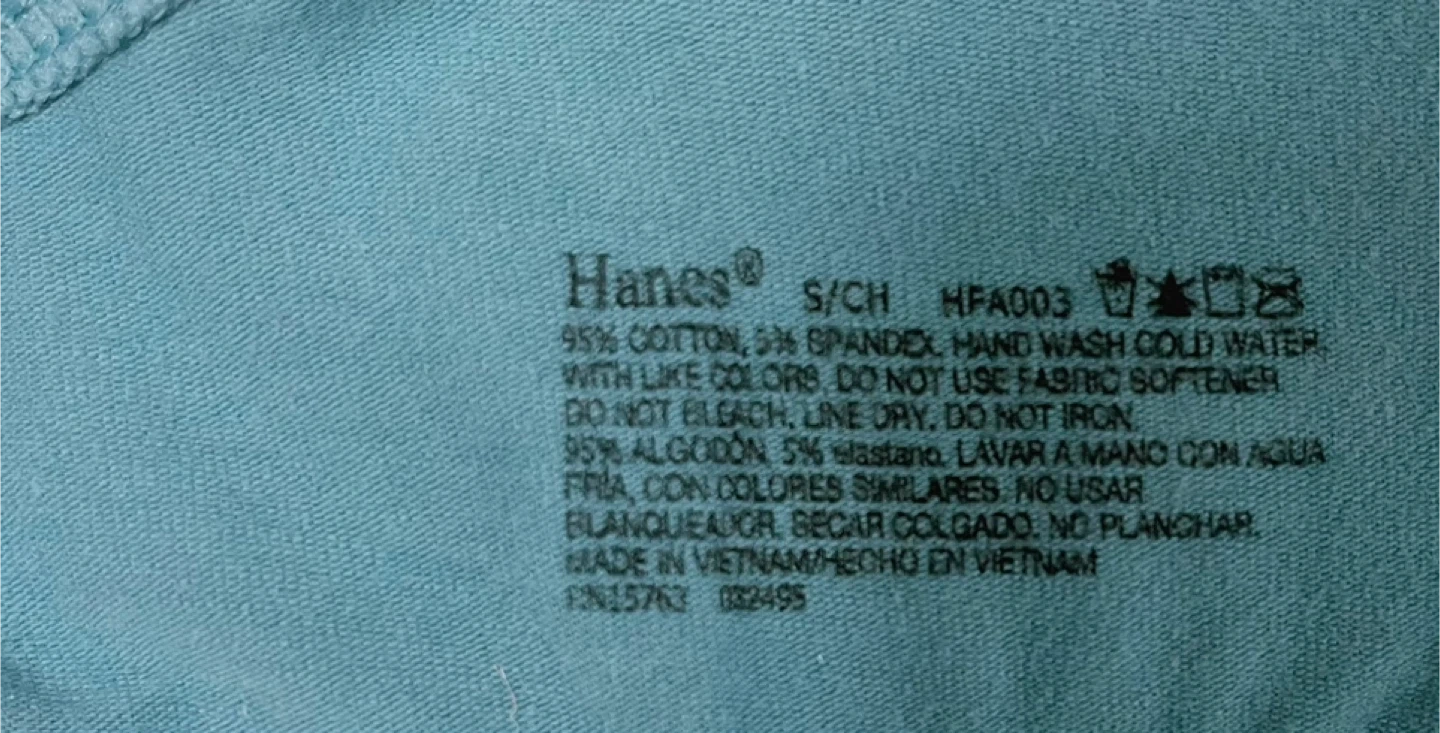 Hanes® S/CH HFA003
95% COTTON, 5% SPANDEX. HAND WASH COLD WATER
WITH LIKE COLORS. DO NOT USE FABRIC SOFTENER
DO NOT BLEACH. LINE DRY. DO NOT IRON.
95% ALGODÓN, 5% elastano. LAVAR A MANO CON AGUA
FRÍA, CON COLORES SIMILARES. NO USAR
BLANQUEADOR. SECAR COLGADO. NO PLANCHAR.
MADE IN VIETNAM/HECHO EN VIETNAM
RN15763